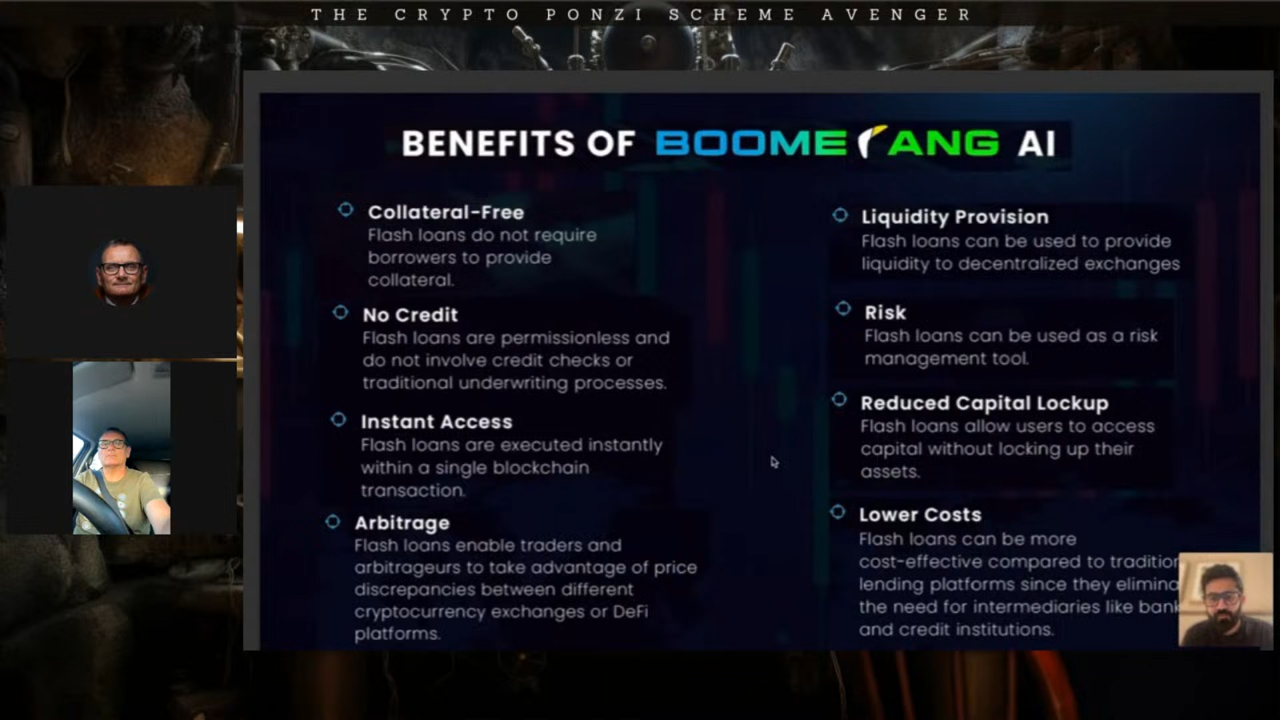 THE CRYPTO PONZI SCHEME AVENGER
BENEFITS OF BOOMERANG AI
Collateral-Free
Flash loans do not require
borrowers to provide
collateral.
No Credit
Flash loans are permissionless and
do not involve credit checks or
traditional underwriting processes.
Instant Access
Flash loans are executed instantly
within a single blockchain
transaction.
Arbitrage
Flash loans enable traders and
arbitrageurs to take advantage of price
discrepancies between different
cryptocurrency exchanges or DeFi
platforms.
Liquidity Provision
Flash loans can be used to provide
liquidity to decentralized exchanges
Risk
Flash loans can be used as a risk
management tool.
Reduced Capital Lockup
Flash loans allow users to access
capital without locking up their
assets.
Lower Costs
Flash loans can be more
cost-effective compared to tradition
lending platforms since they elimina
the need for intermediaries like bank
and credit institutions.